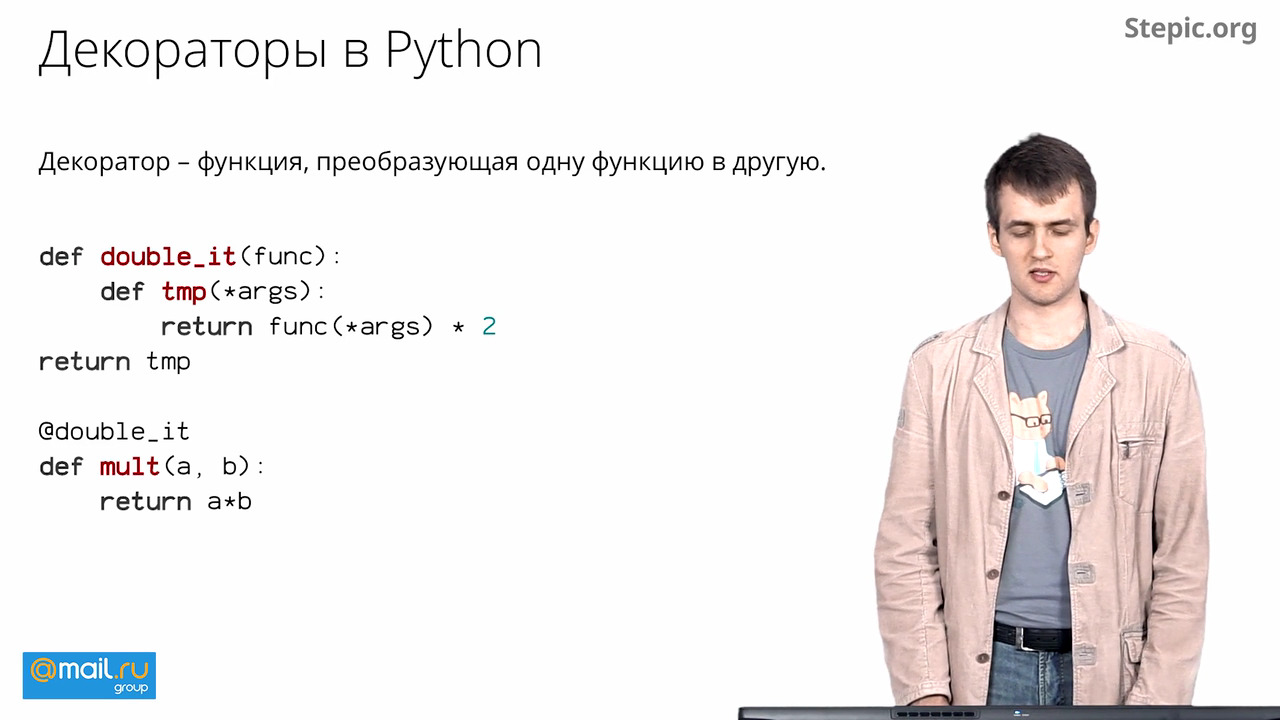 Декораторы в Python
Stepic.org
Декоратор – функция, преобразующая одну функцию в другую.
def double_it(func):
    def tmp(*args):
        return func(*args) * 2
return tmp
@double_it
def mult(a, b):
    return a*b
@mail.ru
group